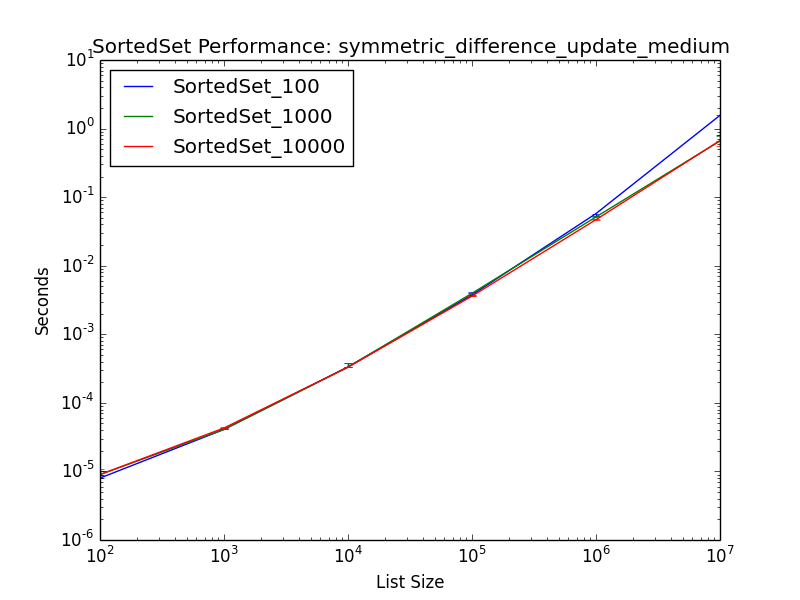 SortedSet Performance: symmetric_difference_update_medium
10^1
SortedSet_100
SortedSet_1000
SortedSet_10000
10^0
10^-1
10^-2
10^-3
10^-4
10^-5
10^-6
Seconds
10^2 10^3 10^4 10^5 10^6 10^7
List Size